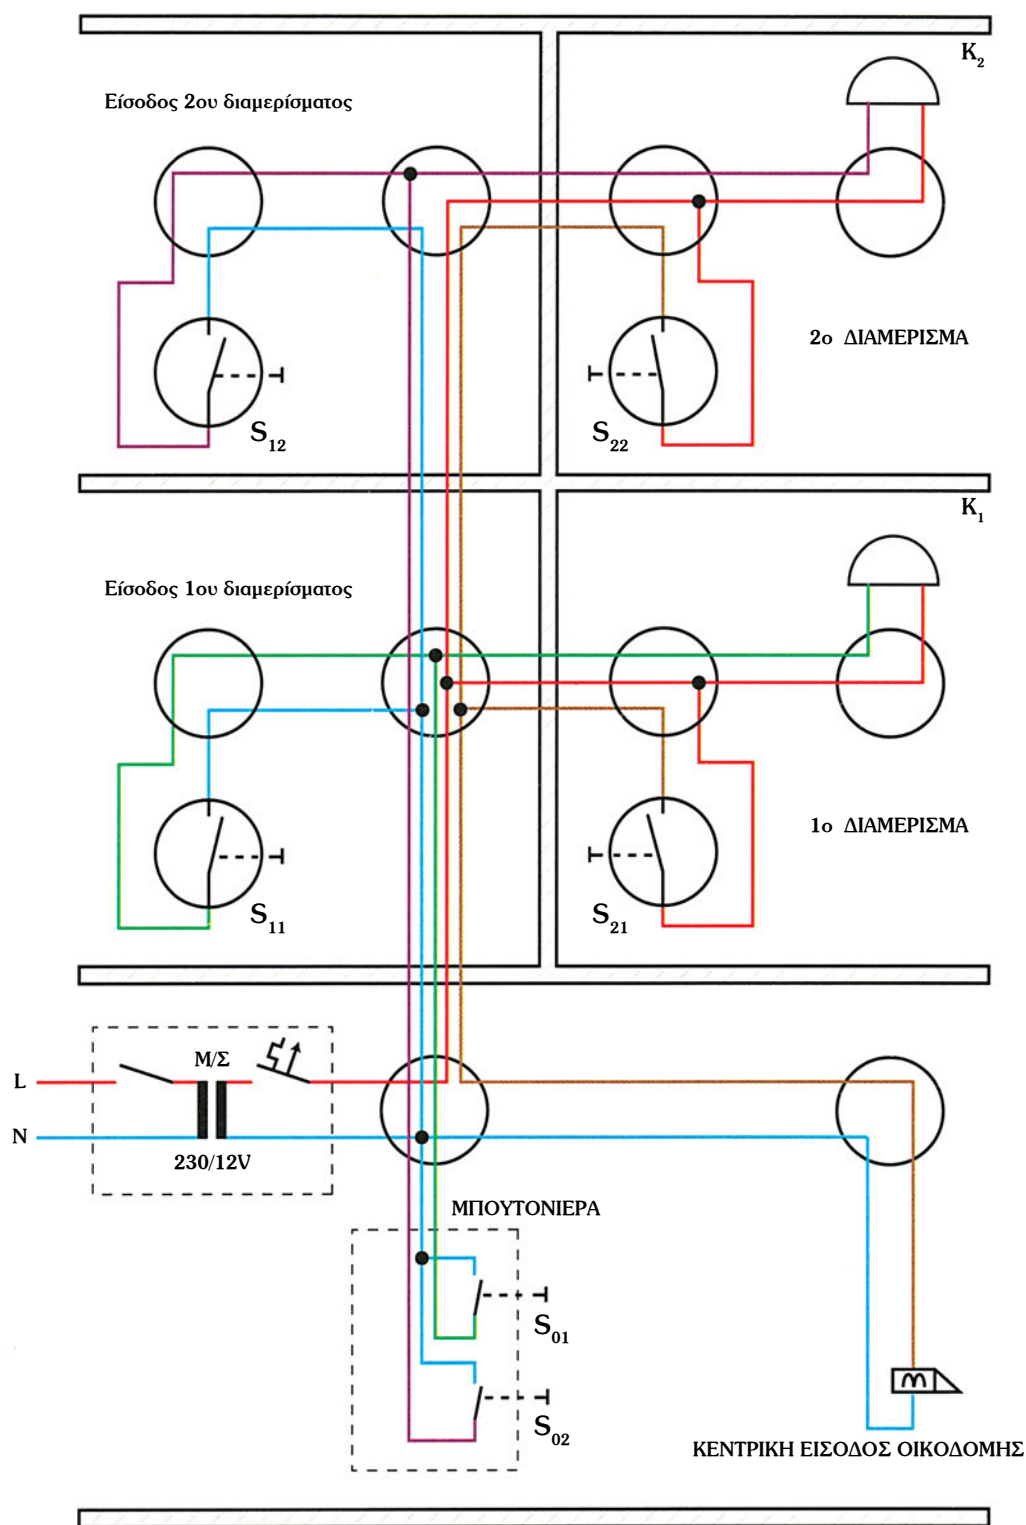 K₂
Είσοδος 2ου διαμερίσματος
2ο ΔΙΑΜΕΡΙΣΜΑ
S₁₂
S₂₂
K₁
Είσοδος 1ου διαμερίσματος
1ο ΔΙΑΜΕΡΙΣΜΑ
S₁₁
S₂₁
Μ/Σ
L
N
230/12V
ΜΠΟΥΤΟΝΙΕΡΑ
S₀₁
S₀₂
ΚΕΝΤΡΙΚΗ ΕΙΣΟΔΟΣ ΟΙΚΟΔΟΜΗΣ